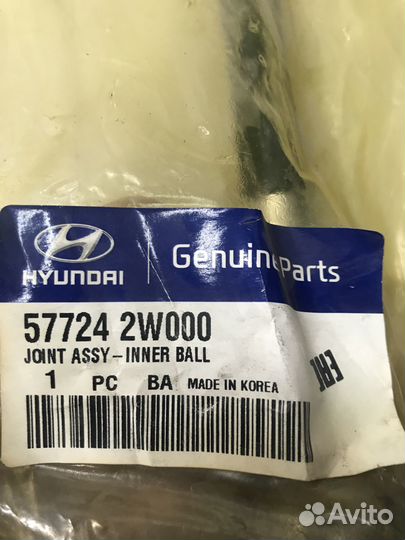 HYUNDAI
GenuineParts
57724 2W000
JOINT ASSY-INNER BALL
1 PC BA MADE IN KOREA
EAC
Avito